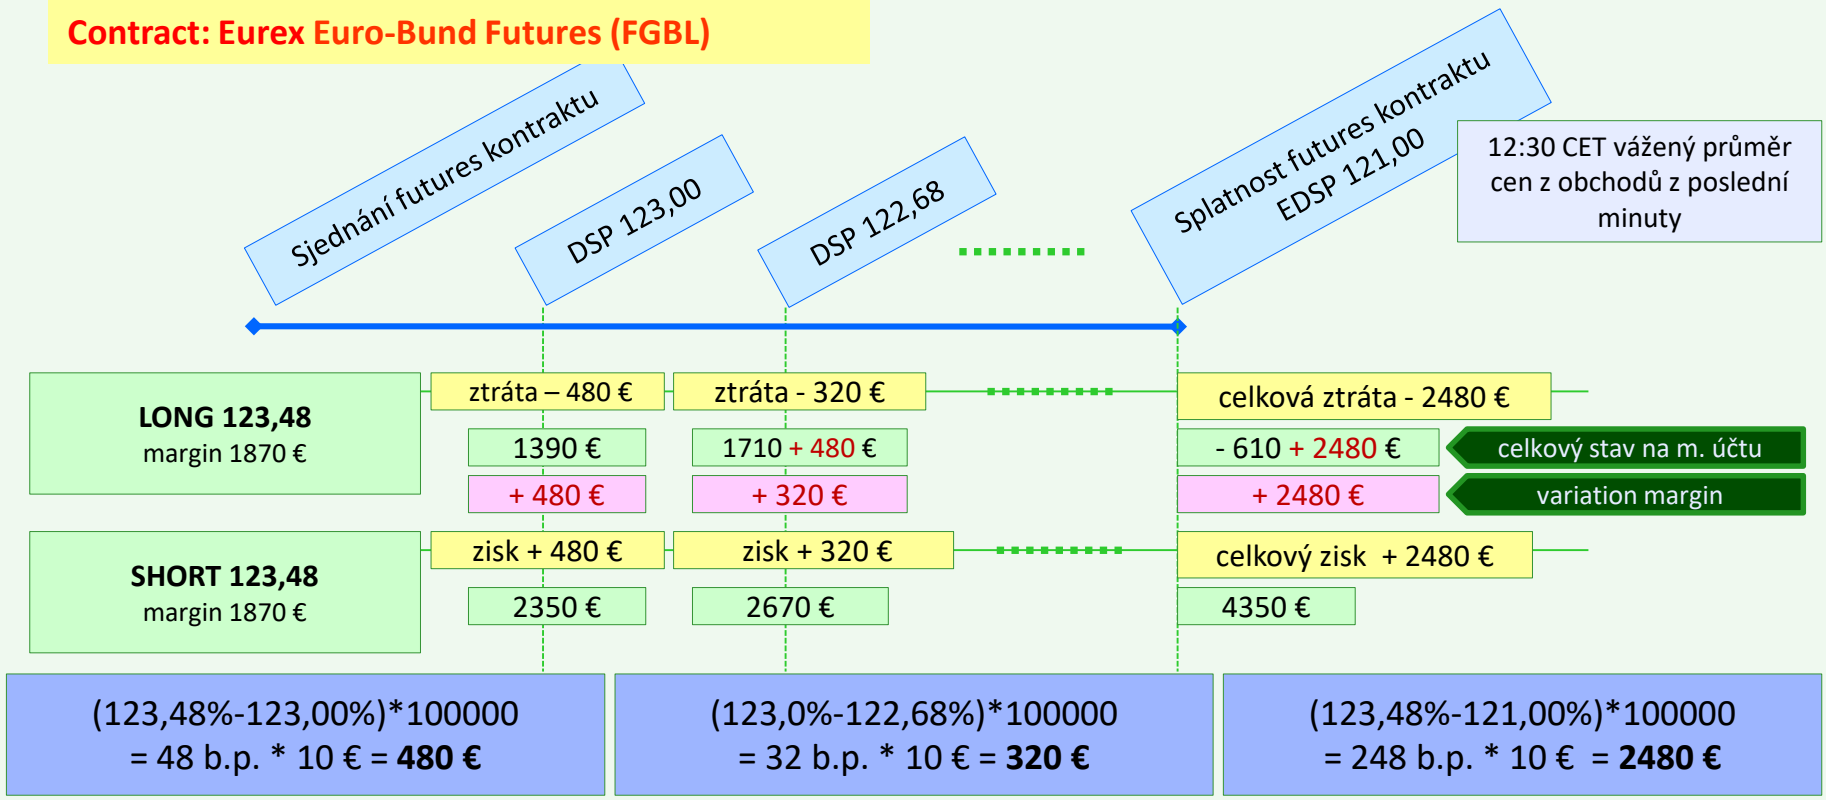 Contract: Eurex Euro-Bund Futures (FGBL)
Sjednání futures kontraktu
DSP 123,00
DSP 122,68
Splatnost futures kontraktu
EDSP 121,00
12:30 CET vážený průměr
cen z obchodů z poslední
minuty
LONG 123,48
margin 1870 €
ztráta – 480 €
ztráta - 320 €
celková ztráta - 2480 €
1390 €
1710 + 480 €
- 610 + 2480 €
celkový stav na m. účtu
+ 480 €
+ 320 €
+ 2480 €
variation margin
SHORT 123,48
margin 1870 €
zisk + 480 €
zisk + 320 €
celkový zisk + 2480 €
2350 €
2670 €
4350 €
(123,48%-123,00%)*100000
= 48 b.p. * 10 € = 480 €
(123,0%-122,68%)*100000
= 32 b.p. * 10 € = 320 €
(123,48%-121,00%)*100000
= 248 b.p. * 10 € = 2480 €